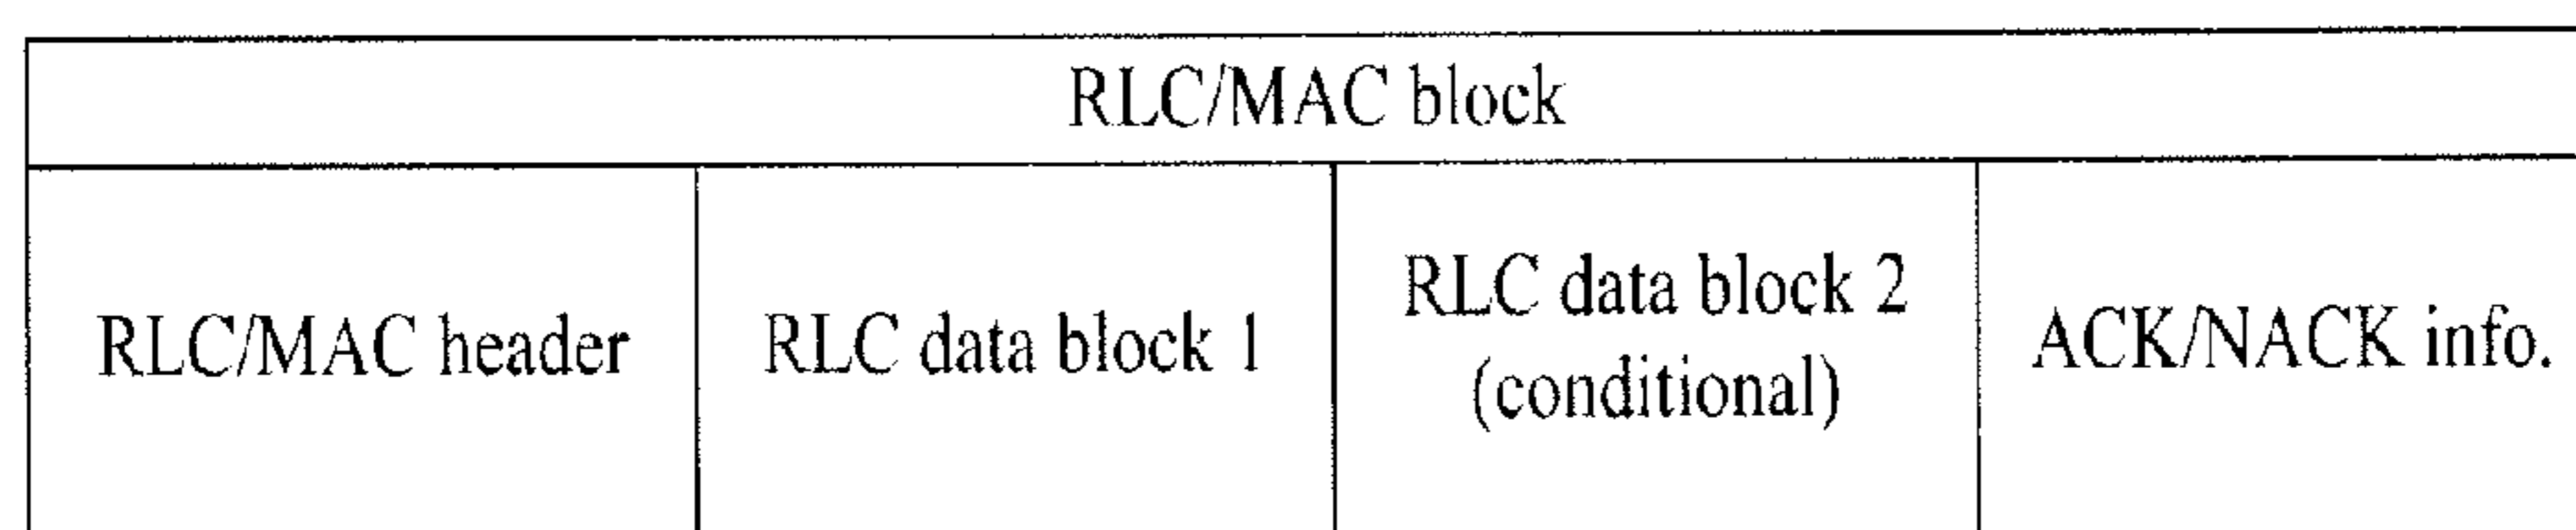 RLC/MAC block
RLC/MAC header
RLC data block 1
RLC data block 2
(conditional)
ACK/NACK info.